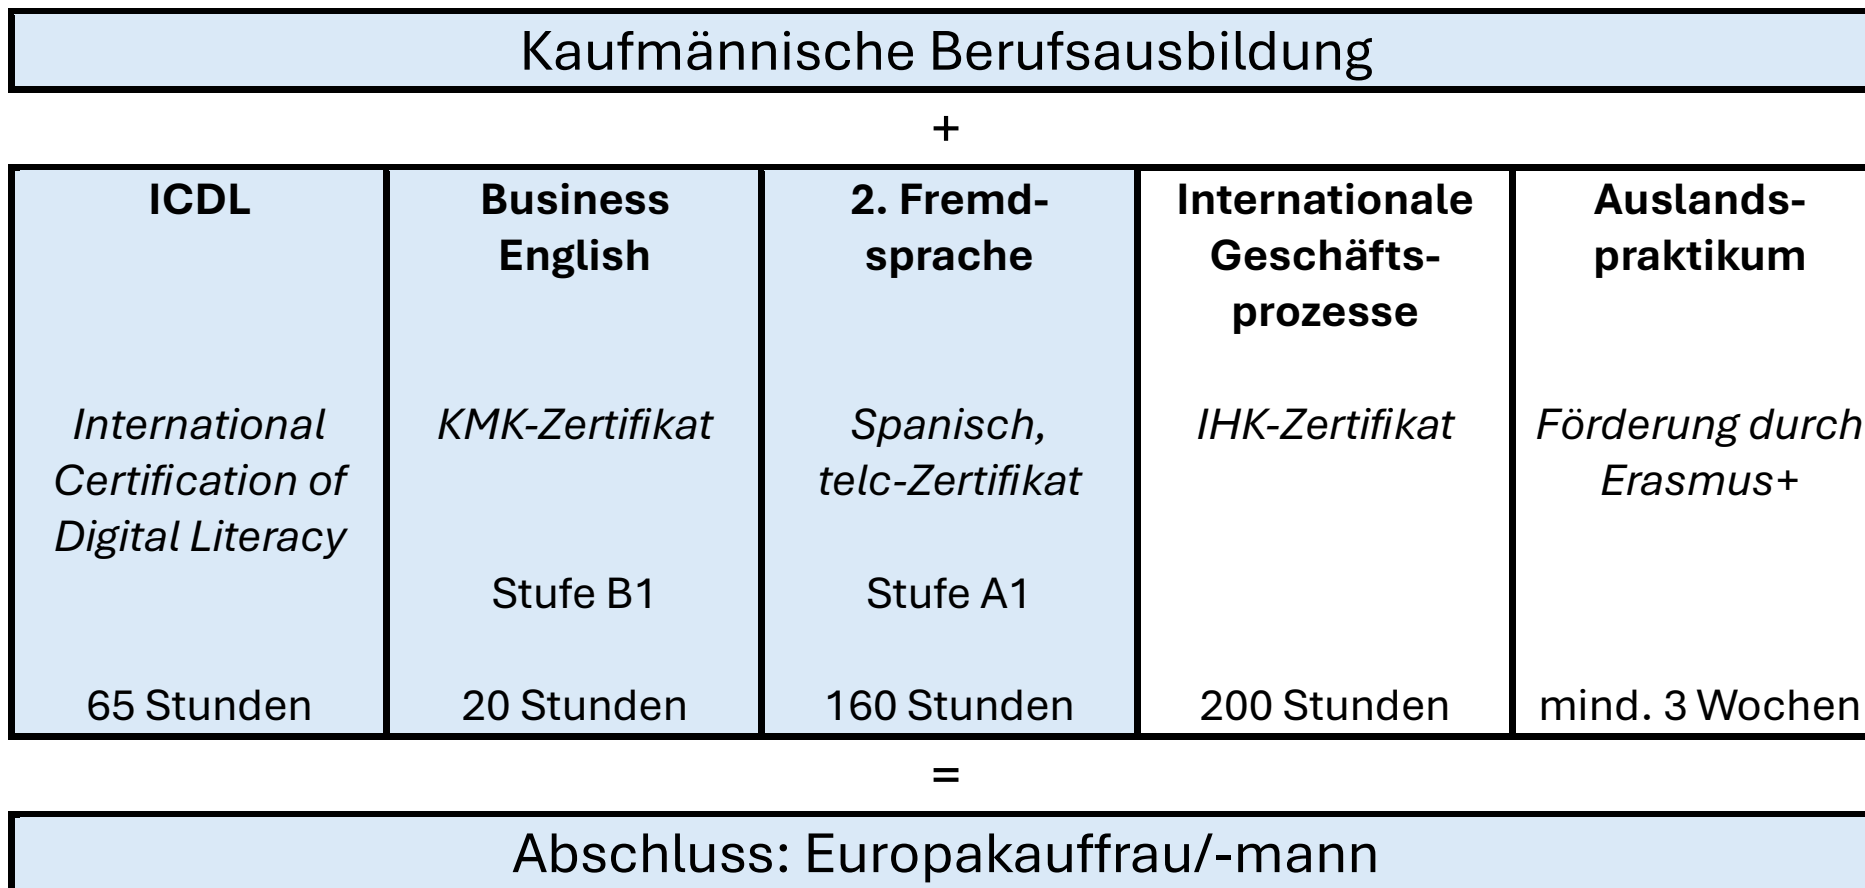 Kaufmännische Berufsausbildung
+
ICDL
International
Certification of
Digital Literacy
65 Stunden
Business
English
KMK-Zertifikat
Stufe B1
20 Stunden
2. Fremd-
sprache
Spanisch,
telc-Zertifikat
Stufe A1
160 Stunden
Internationale
Geschäfts-
prozesse
IHK-Zertifikat
200 Stunden
Auslands-
praktikum
Förderung durch
Erasmus+
mind. 3 Wochen
=
Abschluss: Europakauffrau/-mann